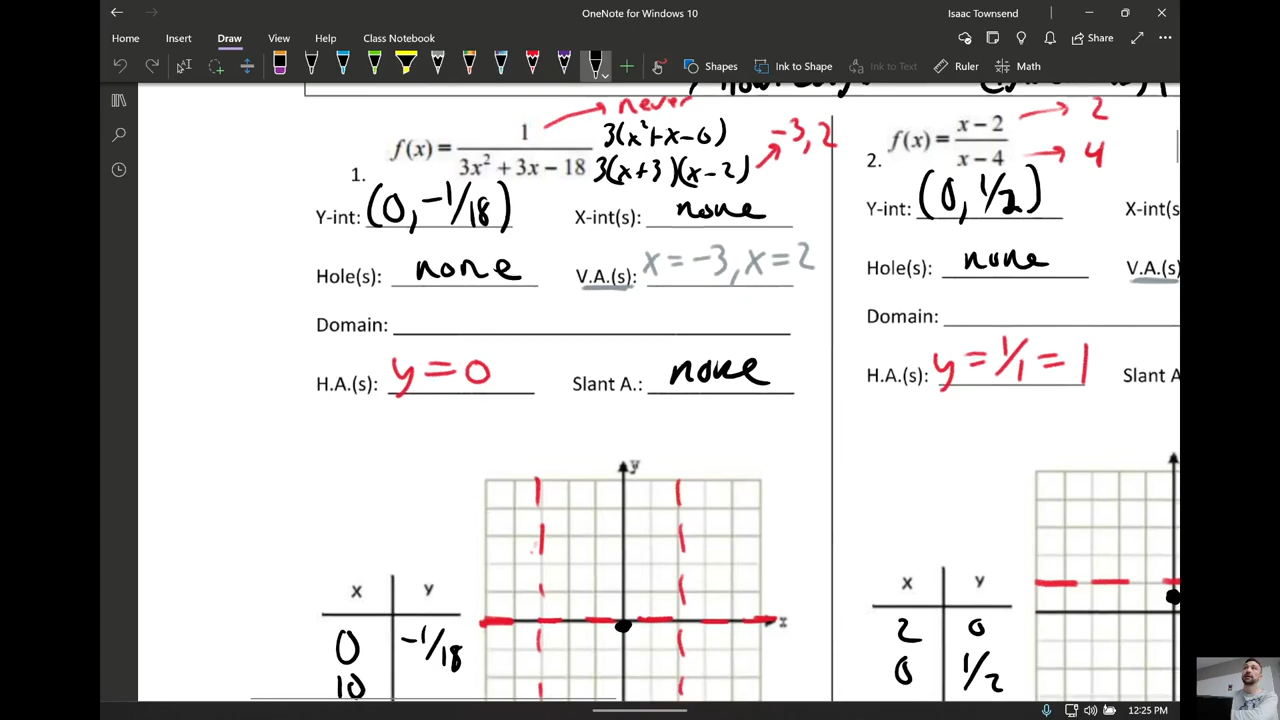 OneNote for Windows 10
Isaac Townsend
Home Insert Draw View Help Class Notebook
Share
Shapes Ink to Shape Ink to Text Ruler Math
never
1. f(x) = 1 / 3x² + 3x − 18
3(x²+x−6)
3(x+3)(x−2)
−3, 2
Y-int: (0, −1/18) X-int(s): none
Hole(s): none V.A.(s): x = −3, x = 2
Domain:
H.A.(s): y = 0 Slant A.: none
y
x
X Y
0 −1/18
10
2. f(x) = x − 2 / x − 4
2
4
Y-int: (0, 1/2) X-int(s)
Hole(s): none V.A.(s)
Domain:
H.A.(s): y = 1/1 = 1 Slant A
X Y
2 0
0 1/2
12:25 PM